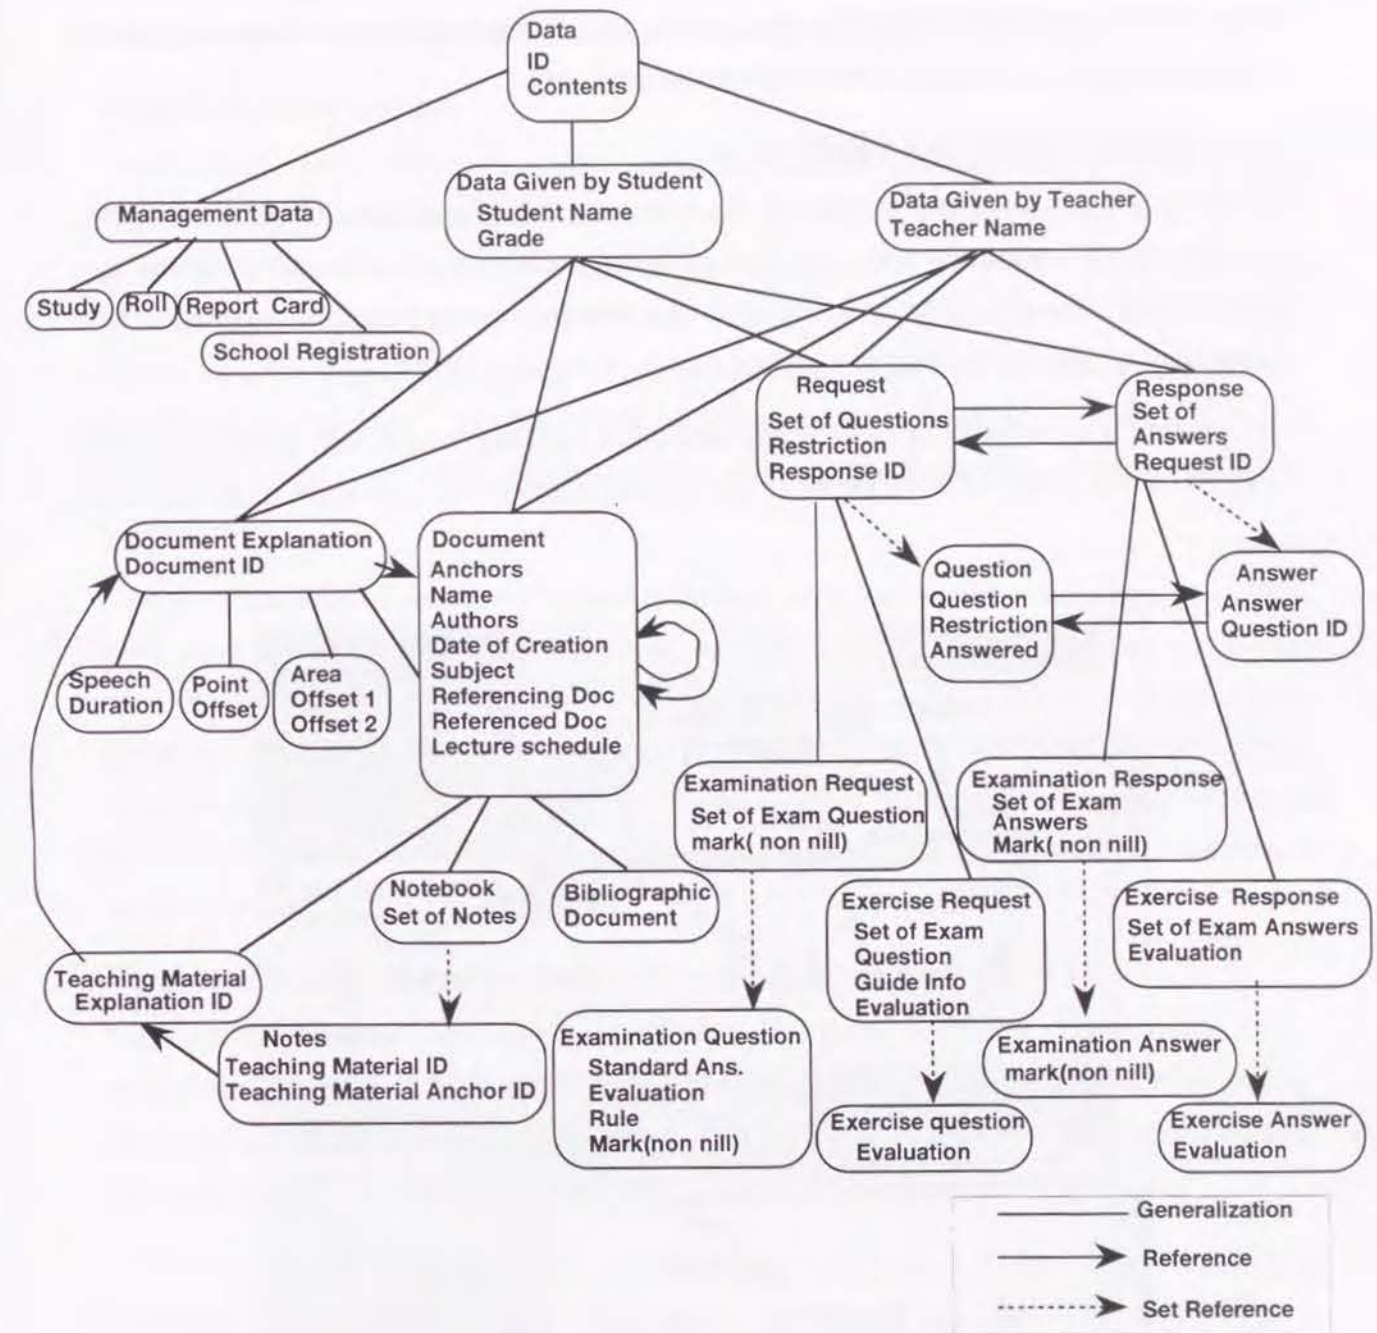 Data
ID
Contents
Data Given by Student
Student Name
Grade
Data Given by Teacher
Teacher Name
Management Data
Study
Roll
Report Card
School Registration
Request
Set of Questions
Restriction
Response ID
Response
Set of
Answers
Request ID
Document Explanation
Document ID
Document
Anchors
Name
Authors
Date of Creation
Subject
Referencing Doc
Referenced Doc
Lecture schedule
Question
Question
Restriction
Answered
Answer
Answer
Question ID
Speech
Duration
Point
Offset
Area
Offset 1
Offset 2
Examination Request
Set of Exam Question
mark( non nill)
Examination Response
Set of Exam
Answers
Mark( non nill)
Notebook
Set of Notes
Bibliographic
Document
Exercise Request
Set of Exam
Question
Guide Info
Evaluation
Exercise Response
Set of Exam Answers
Evaluation
Teaching Material
Explanation ID
Notes
Teaching Material ID
Teaching Material Anchor ID
Examination Question
Standard Ans.
Evaluation
Rule
Mark(non nill)
Examination Answer
mark(non nill)
Exercise question
Evaluation
Exercise Answer
Evaluation
Generalization
Reference
Set Reference